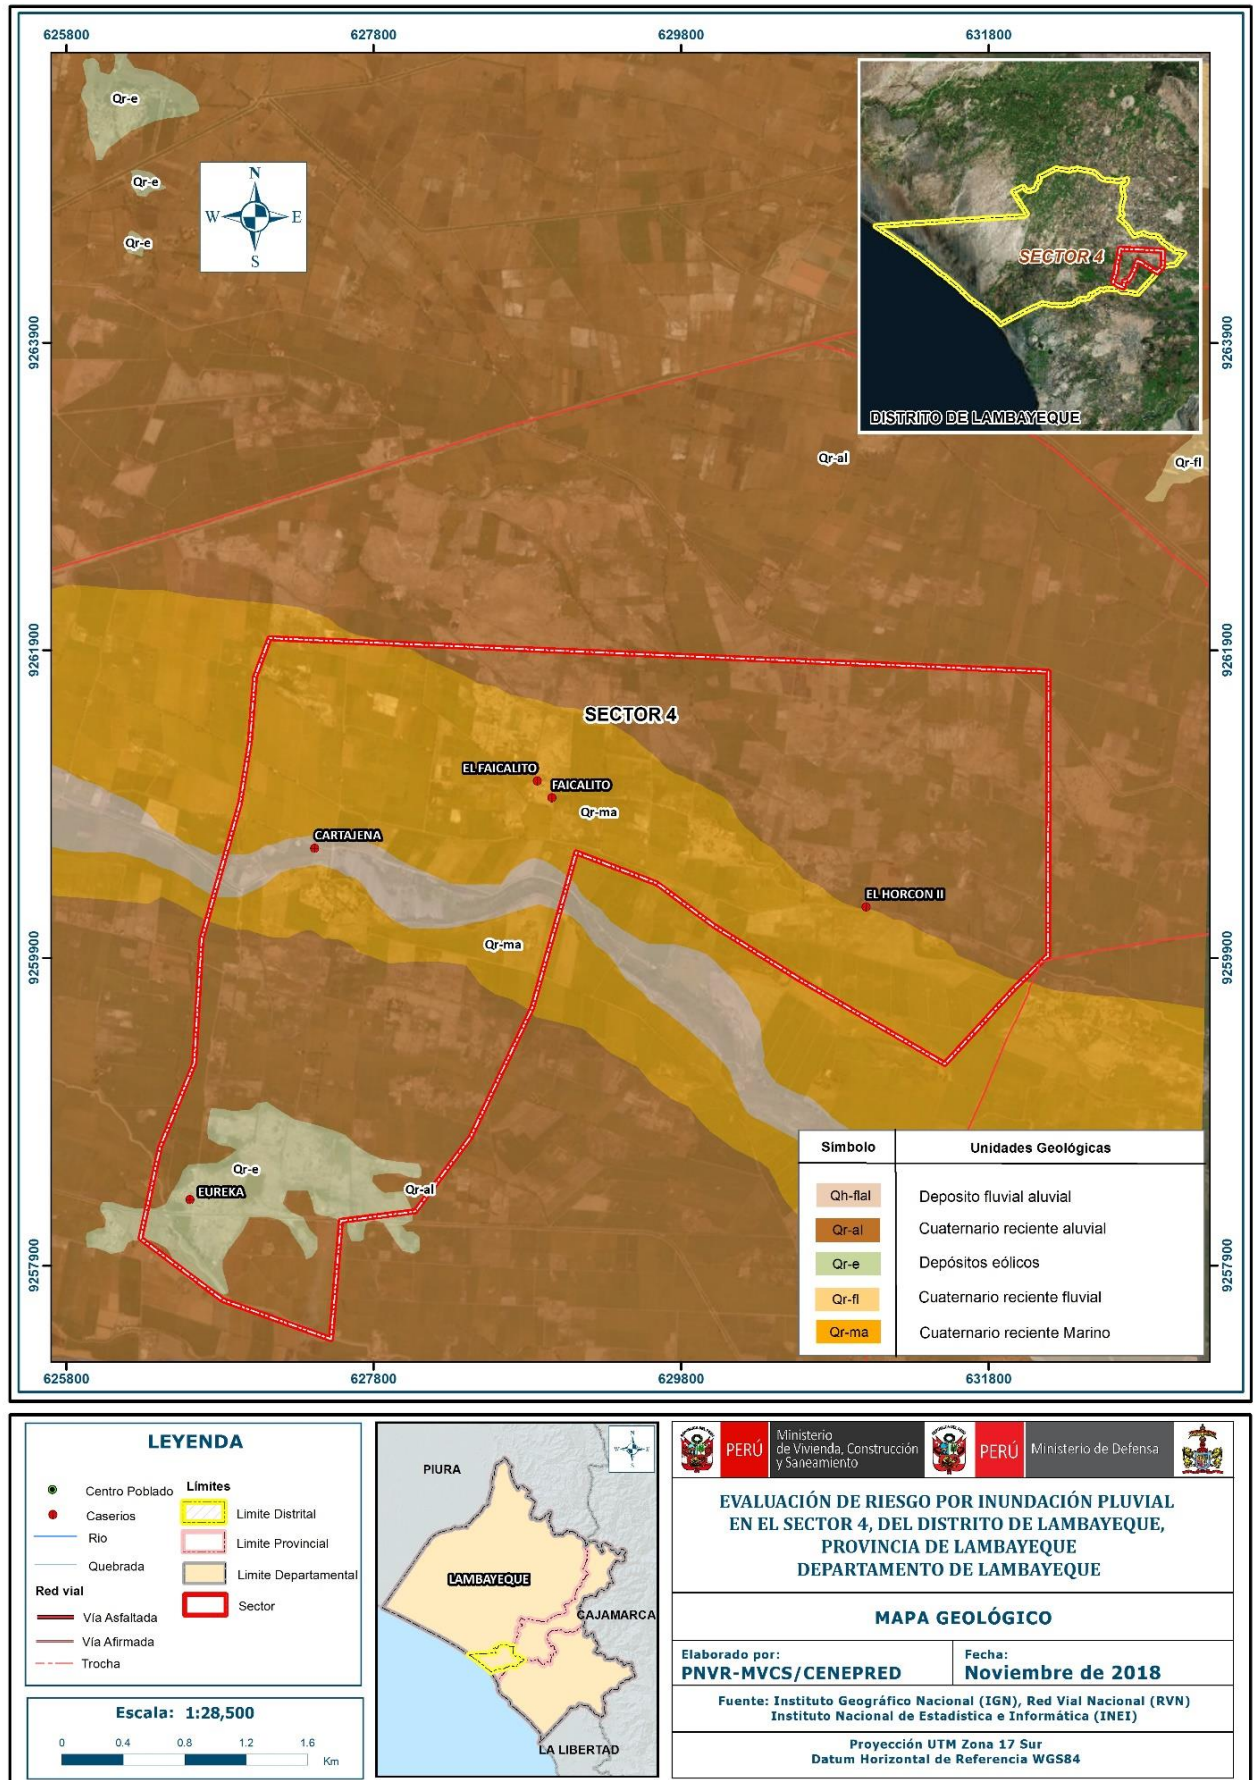 625800
627800
629800
631800
Qr-e
Qr-e
Qr-e
N
W
E
S
SECTOR 4
DISTRITO DE LAMBAYEQUE
9263900
9263900
Qr-al
Qr-fl
9261900
9261900
SECTOR 4
EL FAICALITO
FAICALITO
Qr-ma
CARTAJENA
EL HORCON II
Qr-ma
9259900
9259900
Qr-e
EUREKA
Qr-al
9257900
9257900
Símbolo
Unidades Geológicas
Qh-flal
Deposito fluvial aluvial
Qr-al
Cuaternario reciente aluvial
Qr-e
Depósitos eólicos
Qr-fl
Cuaternario reciente fluvial
Qr-ma
Cuaternario reciente Marino
625800
627800
629800
631800
LEYENDA
Centro Poblado
Caserios
Rio
Quebrada
Red vial
Vía Asfaltada
Vía Afirmada
Trocha
Límites
Limite Distrital
Limite Provincial
Limite Departamental
Sector
Escala: 1:28,500
0
0.4
0.8
1.2
1.6
Km
PIURA
LAMBAYEQUE
CAJAMARCA
LA LIBERTAD
PERÚ
Ministerio
de Vivienda, Construcción
y Saneamiento
PERÚ
Ministerio de Defensa
EVALUACIÓN DE RIESGO POR INUNDACIÓN PLUVIAL
EN EL SECTOR 4, DEL DISTRITO DE LAMBAYEQUE,
PROVINCIA DE LAMBAYEQUE
DEPARTAMENTO DE LAMBAYEQUE
MAPA GEOLÓGICO
Elaborado por:
PNVR-MVCS/CENEPRED
Fecha:
Noviembre de 2018
Fuente: Instituto Geográfico Nacional (IGN), Red Vial Nacional (RVN)
Instituto Nacional de Estadística e Informática (INEI)
Proyección UTM Zona 17 Sur
Datum Horizontal de Referencia WGS84